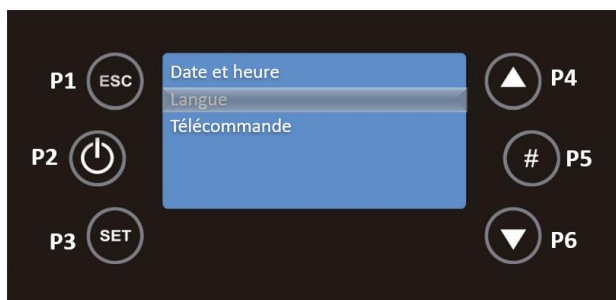 P1 ESC
Date et heure
P4
Langue
P2
Télécommande
# P5
P3 SET
P6